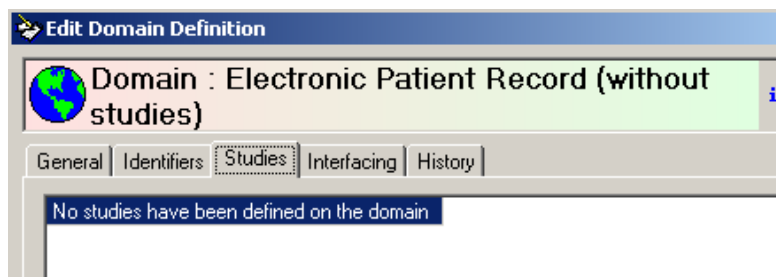 Edit Domain Definition
Domain : Electronic Patient Record (without
studies)
i
General Identifiers Studies Interfacing History
No studies have been defined on the domain